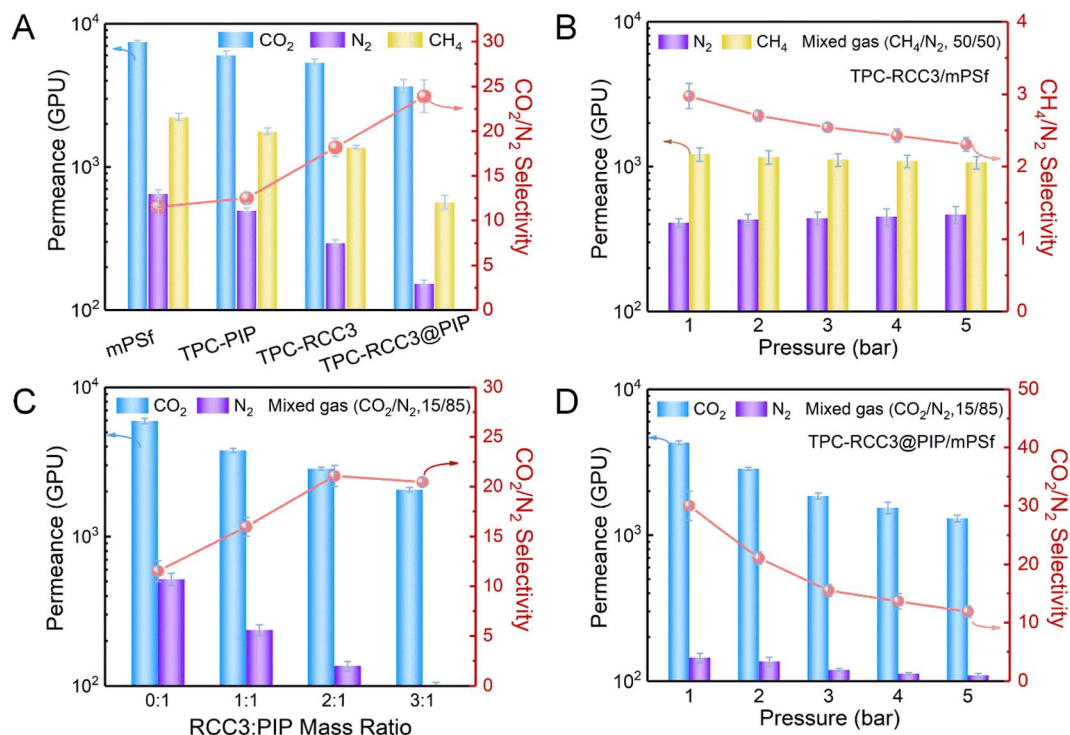 A
CO₂ N₂ CH₄
10⁴
10³
10²
Permeance (GPU)
30
25
20
15
10
5
0
CO₂/N₂ Selectivity
mPSf
TPC-PIP
TPC-RCC3
TPC-RCC3@PIP
B
N₂ CH₄ Mixed gas (CH₄/N₂, 50/50)
TPC-RCC3/mPSf
10⁴
10³
10²
Permeance (GPU)
4
3
2
1
0
CH₄/N₂ Selectivity
1 2 3 4 5
Pressure (bar)
C
CO₂ N₂ Mixed gas (CO₂/N₂,15/85)
10⁴
10³
10²
Permeance (GPU)
30
25
20
15
10
5
0
CO₂/N₂ Selectivity
0:1 1:1 2:1 3:1
RCC3:PIP Mass Ratio
D
CO₂ N₂ Mixed gas (CO₂/N₂,15/85)
TPC-RCC3@PIP/mPSf
10⁴
10³
10²
Permeance (GPU)
50
40
30
20
10
0
CO₂/N₂ Selectivity
1 2 3 4 5
Pressure (bar)